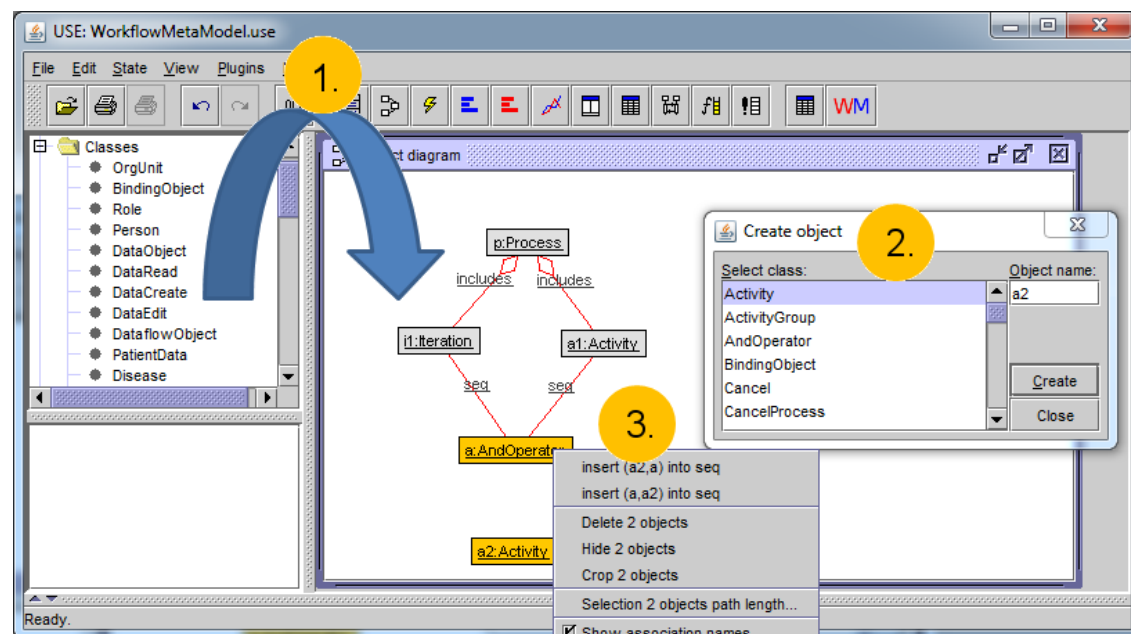 USE: WorkflowMetaModel.use
File Edit State View Plugins
1.
WM
Classes
OrgUnit
BindingObject
Role
Person
DataObject
DataRead
DataCreate
DataEdit
DataflowObject
PatientData
Disease
diagram
p:Process
includes includes
i1:Iteration a1:Activity
seq seq
a:AndOperator
a2:Activity
Create object
2.
Select class: Object name:
Activity
a2
ActivityGroup
AndOperator
BindingObject
Cancel
CancelProcess
Create
Close
3.
insert (a2,a) into seq
insert (a,a2) into seq
Delete 2 objects
Hide 2 objects
Crop 2 objects
Selection 2 objects path length...
Show association names
Ready.